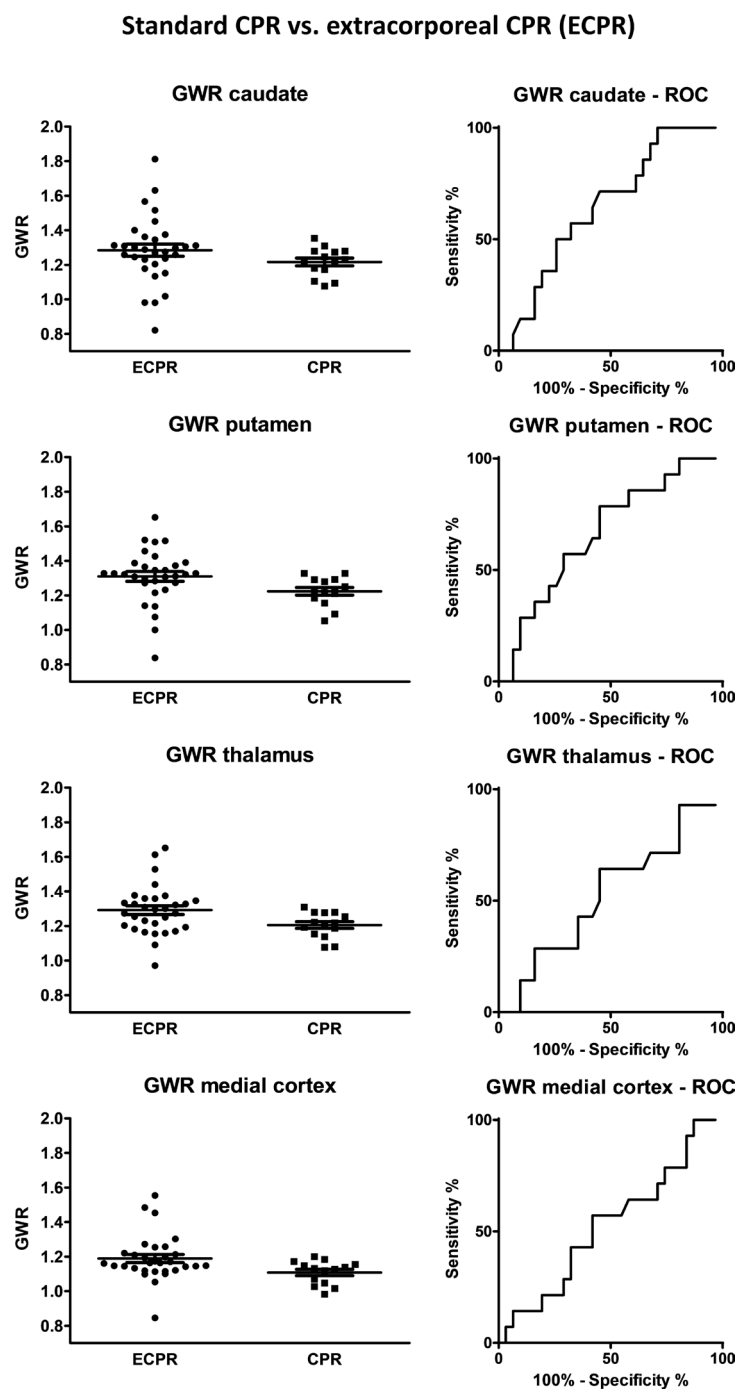 Standard CPR vs. extracorporeal CPR (ECPR)
GWR caudate
GWR
2.0
1.8
1.6
1.4
1.2
1.0
0.8
ECPR
CPR
GWR caudate - ROC
Sensitivity %
100
50
0
0
50
100
100% - Specificity %
GWR putamen
GWR
2.0
1.8
1.6
1.4
1.2
1.0
0.8
ECPR
CPR
GWR putamen - ROC
Sensitivity %
100
50
0
0
50
100
100% - Specificity %
GWR thalamus
GWR
2.0
1.8
1.6
1.4
1.2
1.0
0.8
ECPR
CPR
GWR thalamus - ROC
Sensitivity %
100
50
0
0
50
100
100% - Specificity %
GWR medial cortex
GWR
2.0
1.8
1.6
1.4
1.2
1.0
0.8
ECPR
CPR
GWR medial cortex - ROC
Sensitivity %
100
50
0
0
50
100
100% - Specificity %